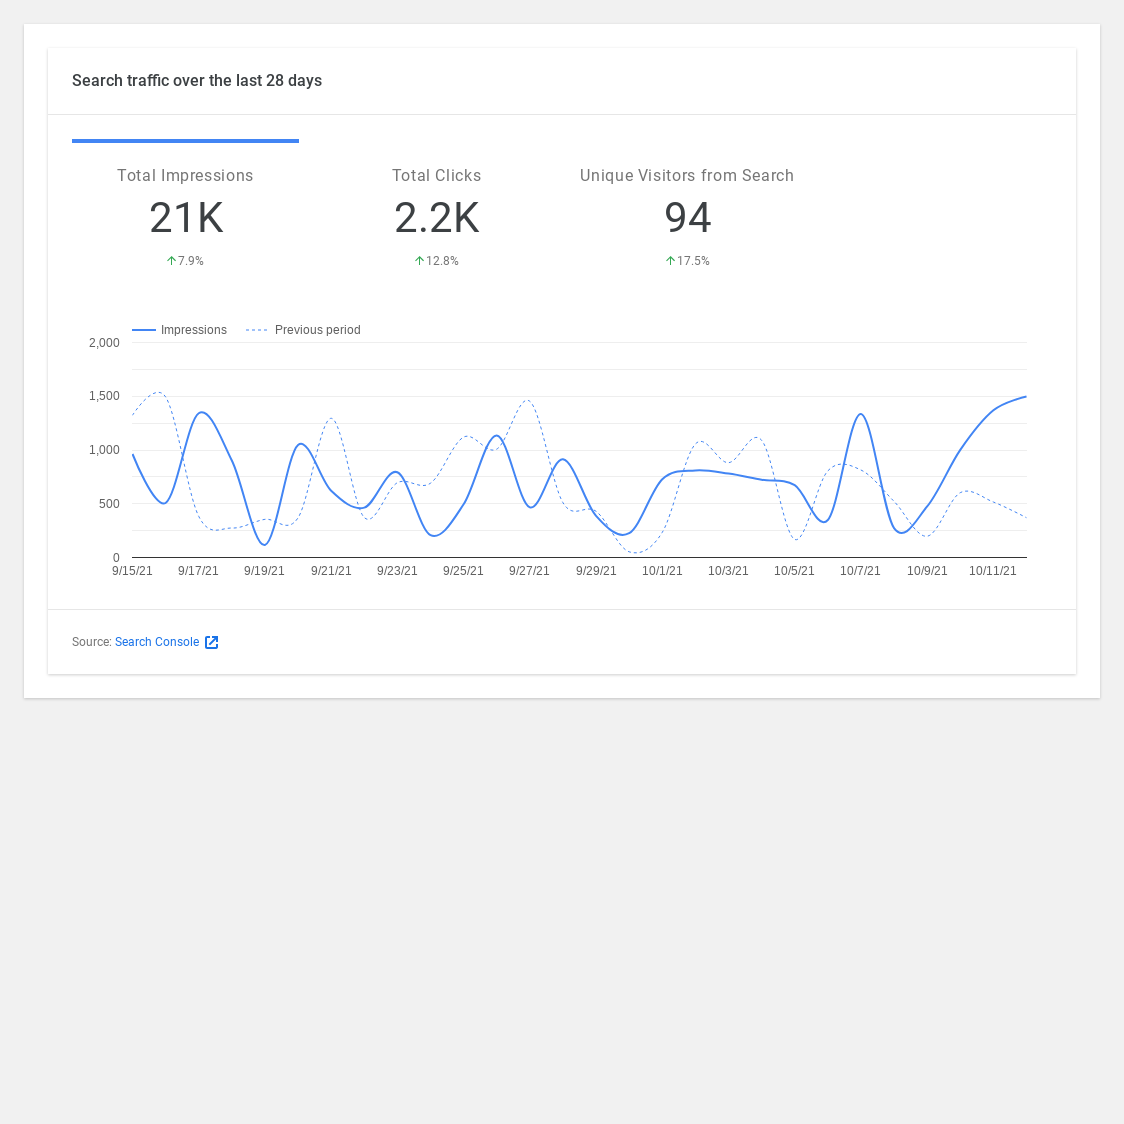 Search traffic over the last 28 days
Total Impressions
21K
7.9%
Total Clicks
2.2K
12.8%
Unique Visitors from Search
94
17.5%
Impressions
Previous period
2,000
1,500
1,000
500
0
9/15/21 9/17/21 9/19/21 9/21/21 9/23/21 9/25/21 9/27/21 9/29/21 10/1/21 10/3/21 10/5/21 10/7/21 10/9/21 10/11/21
Source: Search Console